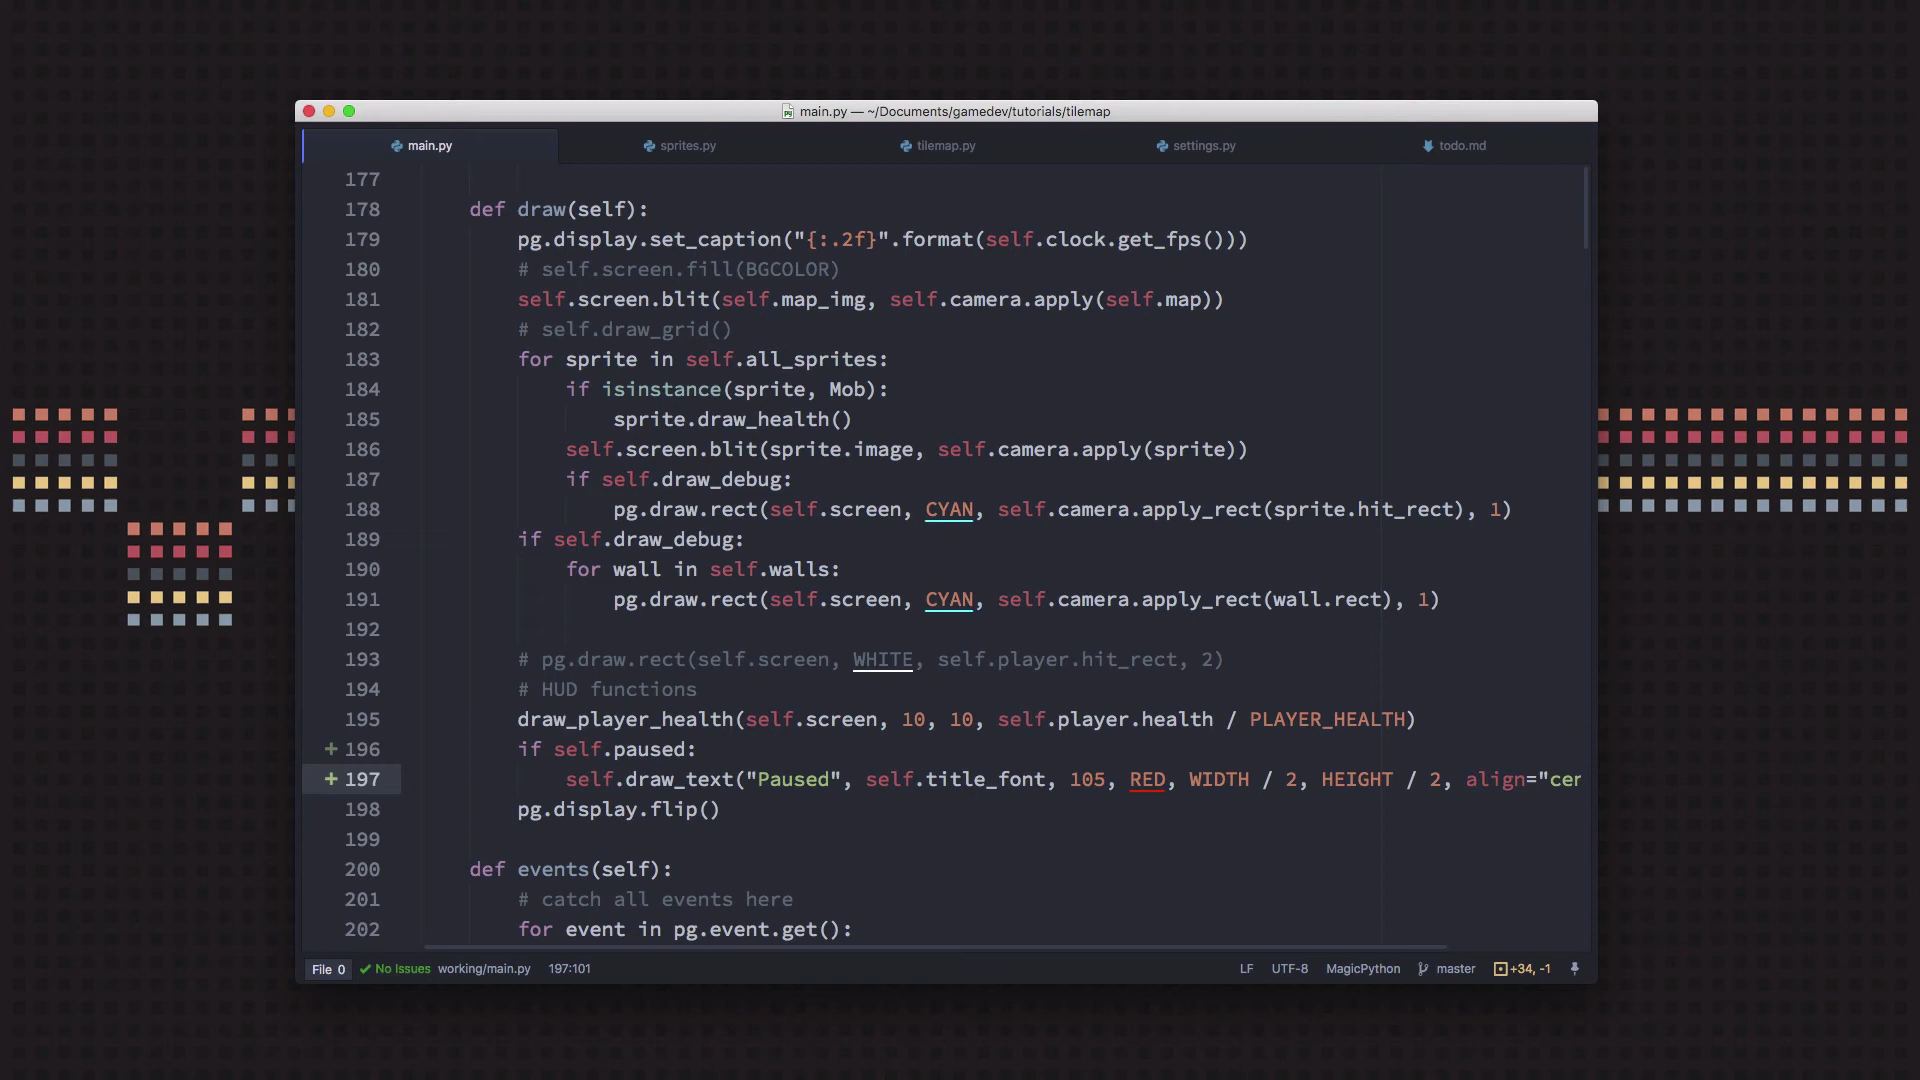 main.py — ~/Documents/gamedev/tutorials/tilemap
main.py sprites.py tilemap.py settings.py todo.md
177
178 def draw(self):
179 pg.display.set_caption("{:.2f}".format(self.clock.get_fps()))
180 # self.screen.fill(BGCOLOR)
181 self.screen.blit(self.map_img, self.camera.apply(self.map))
182 # self.draw_grid()
183 for sprite in self.all_sprites:
184 if isinstance(sprite, Mob):
185 sprite.draw_health()
186 self.screen.blit(sprite.image, self.camera.apply(sprite))
187 if self.draw_debug:
188 pg.draw.rect(self.screen, CYAN, self.camera.apply_rect(sprite.hit_rect), 1)
189 if self.draw_debug:
190 for wall in self.walls:
191 pg.draw.rect(self.screen, CYAN, self.camera.apply_rect(wall.rect), 1)
192
193 # pg.draw.rect(self.screen, WHITE, self.player.hit_rect, 2)
194 # HUD functions
195 draw_player_health(self.screen, 10, 10, self.player.health / PLAYER_HEALTH)
+ 196 if self.paused:
+ 197 self.draw_text("Paused", self.title_font, 105, RED, WIDTH / 2, HEIGHT / 2, align="cer
198 pg.display.flip()
199
200 def events(self):
201 # catch all events here
202 for event in pg.event.get():
File 0 No Issues working/main.py 197:101 LF UTF-8 MagicPython master +34, -1